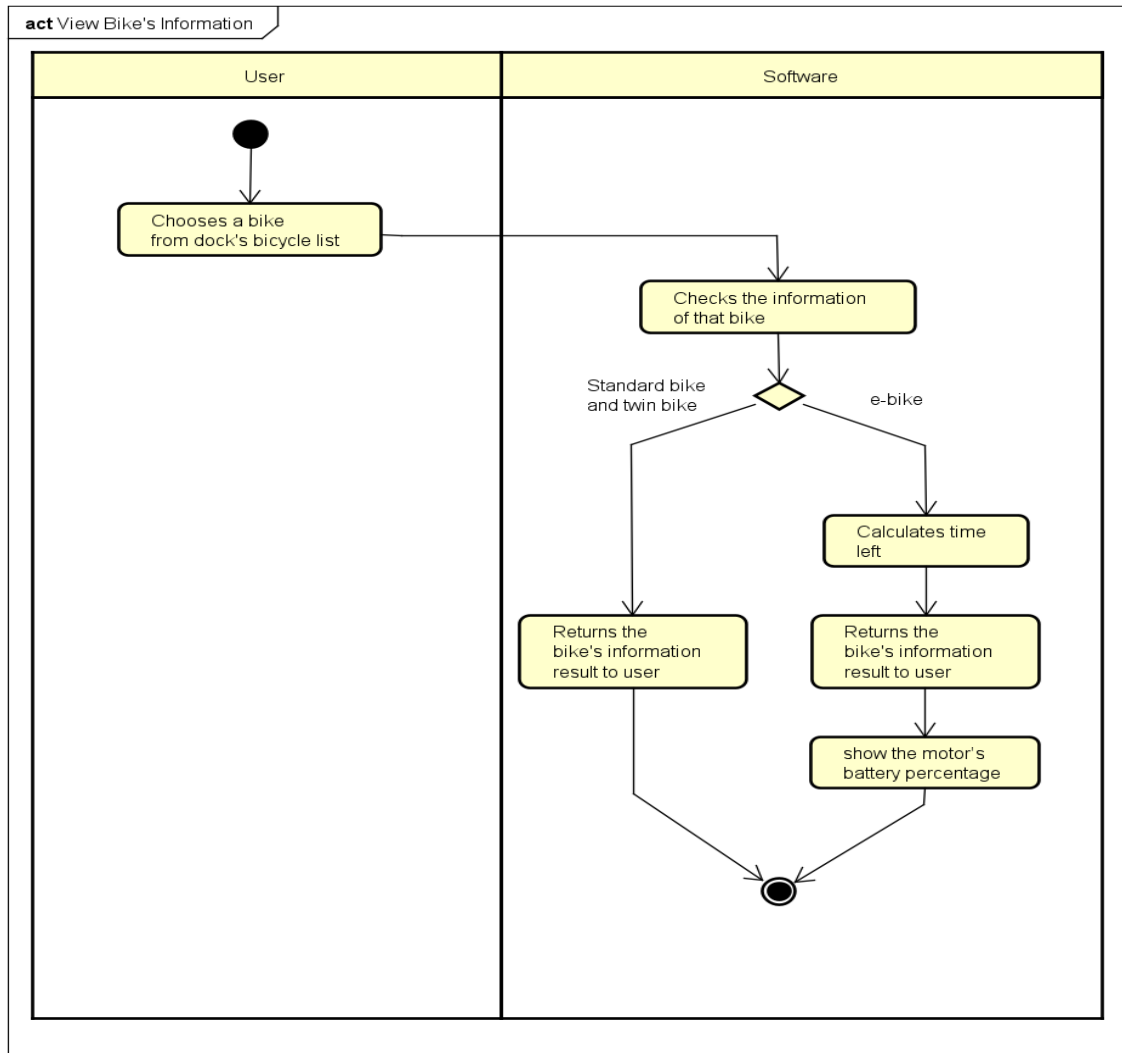 act View Bike's Information
User
Software
Chooses a bike
from dock's bicycle list
Checks the information
of that bike
Standard bike
and twin bike
e-bike
Calculates time
left
Returns the
bike's information
result to user
Returns the
bike's information
result to user
show the motor's
battery percentage